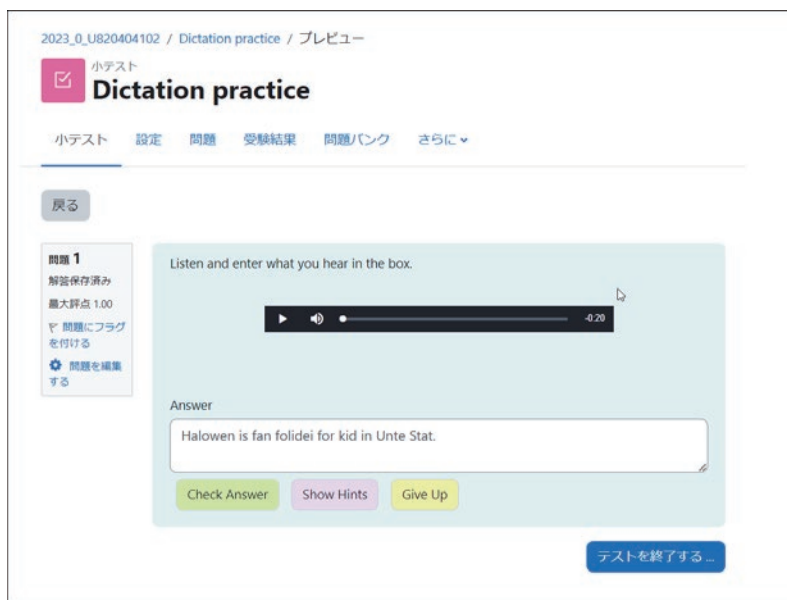 2023_0_U820404102 / Dictation practice / プレビュー
小テスト
Dictation practice
小テスト 設定 問題 受験結果 問題バンク さらに
戻る
問題 1
解答保存済み
最大評点 1.00
問題にフラグ
を付ける
問題を編集
する
Listen and enter what you hear in the box.
-0:20
Answer
Halowen is fan folidei for kid in Unte Stat.
Check Answer Show Hints Give Up
テストを終了する ...